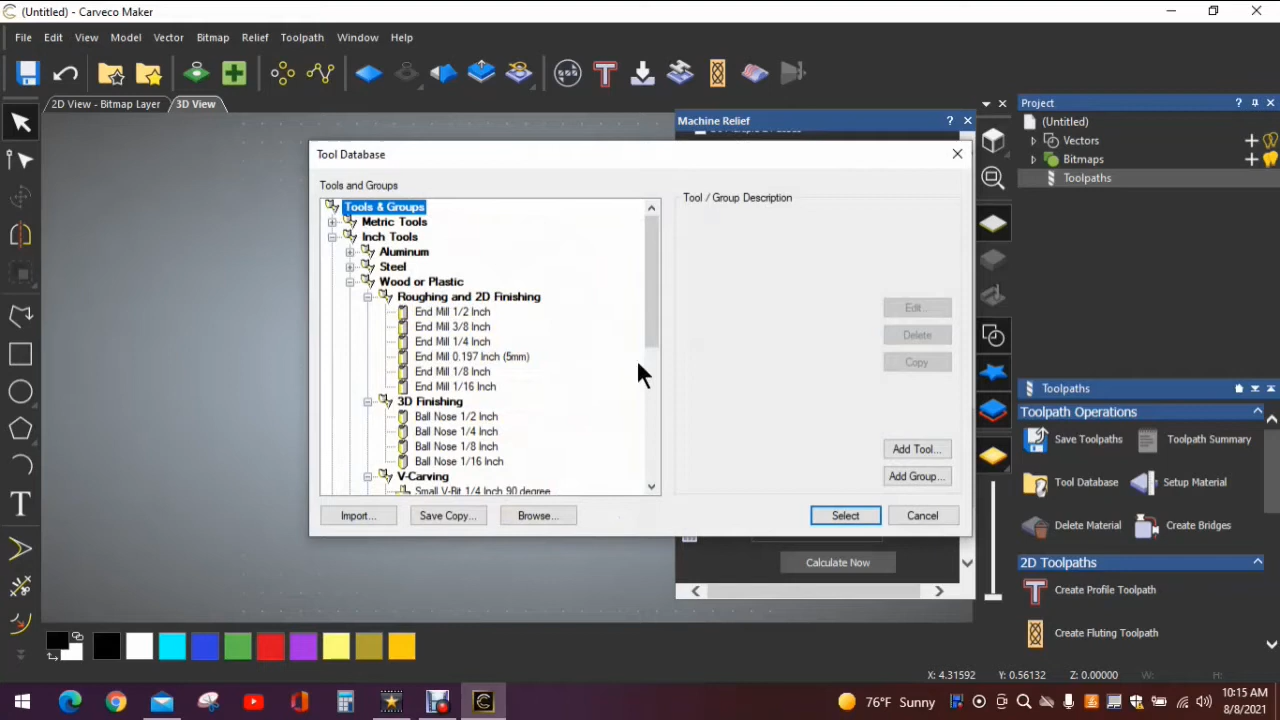 (Untitled) - Carveco Maker
File Edit View Model Vector Bitmap Relief Toolpath Window Help
2D View - Bitmap Layer 3D View
Machine Relief
Project
(Untitled)
Vectors
Bitmaps
Toolpaths
Tool Database
Tools and Groups
Tools & Groups
Metric Tools
Inch Tools
Aluminum
Steel
Wood or Plastic
Roughing and 2D Finishing
End Mill 1/2 Inch
End Mill 3/8 Inch
End Mill 1/4 Inch
End Mill 0.197 Inch (5mm)
End Mill 1/8 Inch
End Mill 1/16 Inch
3D Finishing
Ball Nose 1/2 Inch
Ball Nose 1/4 Inch
Ball Nose 1/8 Inch
Ball Nose 1/16 Inch
V-Carving
Small V-Bit 1/4 Inch 90 degree
Tool / Group Description
Edit...
Delete
Copy
Add Tool...
Add Group...
Import... Save Copy... Browse... Select Cancel
Calculate Now
Toolpaths
Toolpath Operations
Save Toolpaths Toolpath Summary
Tool Database Setup Material
Delete Material Create Bridges
2D Toolpaths
Create Profile Toolpath
Create Fluting Toolpath
X: 4.31592 Y: 0.56132 Z: 0.00000 W: H:
76°F Sunny
10:15 AM
8/8/2021